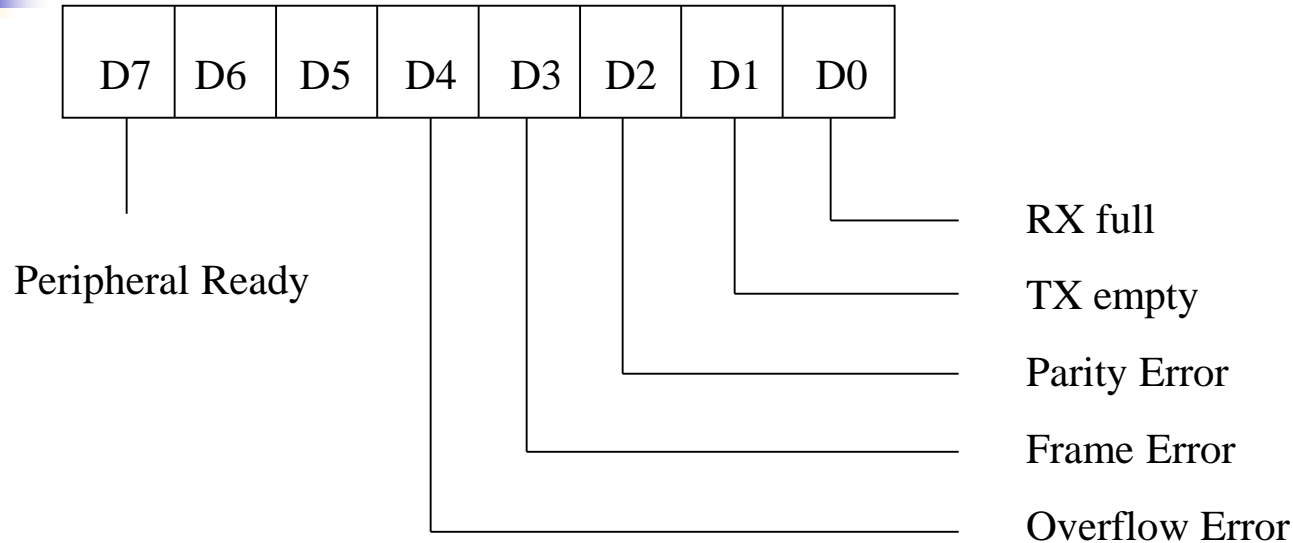 D7 D6 D5 D4 D3 D2 D1 D0
RX full
Peripheral Ready
TX empty
Parity Error
Frame Error
Overflow Error